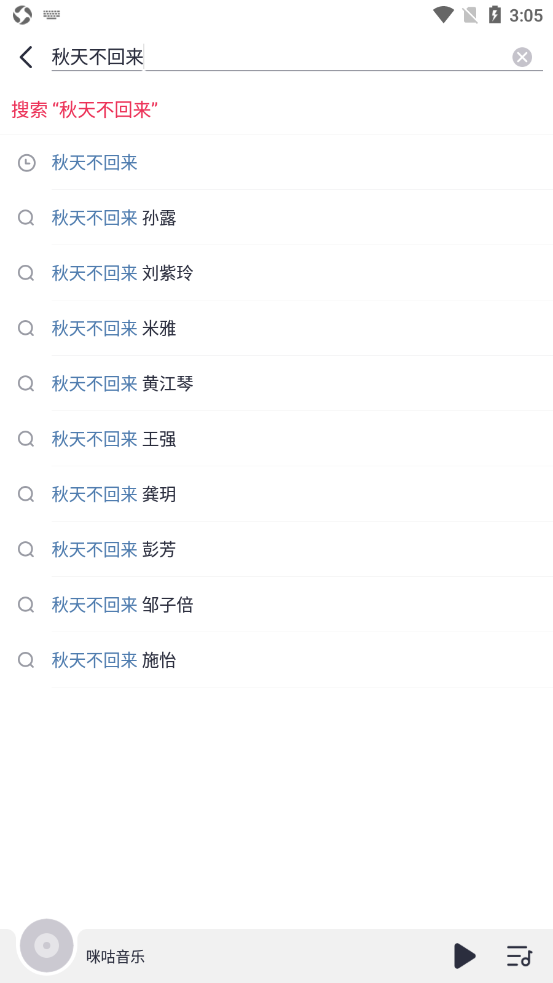 3:05
秋天不回来
搜索 “秋天不回来”
秋天不回来
秋天不回来 孙露
秋天不回来 刘紫玲
秋天不回来 米雅
秋天不回来 黄江琴
秋天不回来 王强
秋天不回来 龚玥
秋天不回来 彭芳
秋天不回来 邹子倍
秋天不回来 施怡
咪咕音乐